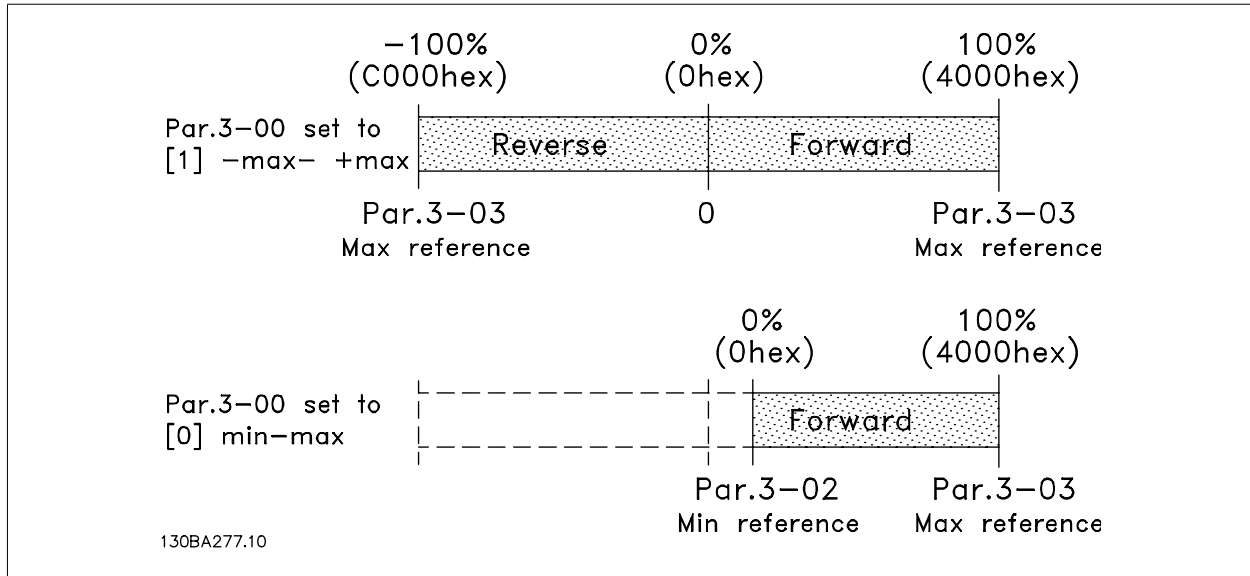 -100%
(C000hex)
0%
(0hex)
100%
(4000hex)
Par.3-00 set to
[1] -max- +max
Reverse
Forward
Par.3-03
Max reference
0
Par.3-03
Max reference
0%
(0hex)
100%
(4000hex)
Par.3-00 set to
[0] min-max
Forward
Par.3-02
Min reference
Par.3-03
Max reference
130BA277.10